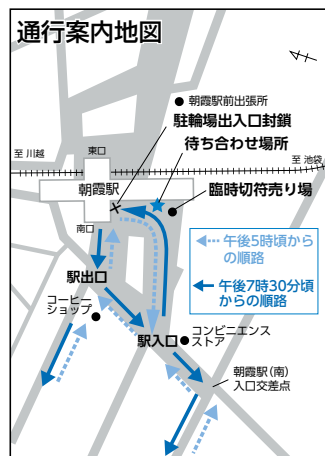 通行案内地図
朝霞駅前出張所
駐輪場出入口封鎖
待ち合わせ場所
東口
至 川越
至 池袋
朝霞駅
臨時切符売り場
南口
午後5時頃から
の順路
午後7時30分頃
からの順路
駅出口
コーヒー
ショップ
駅入口
コンビニエンス
ストア
朝霞駅(南)
入口交差点